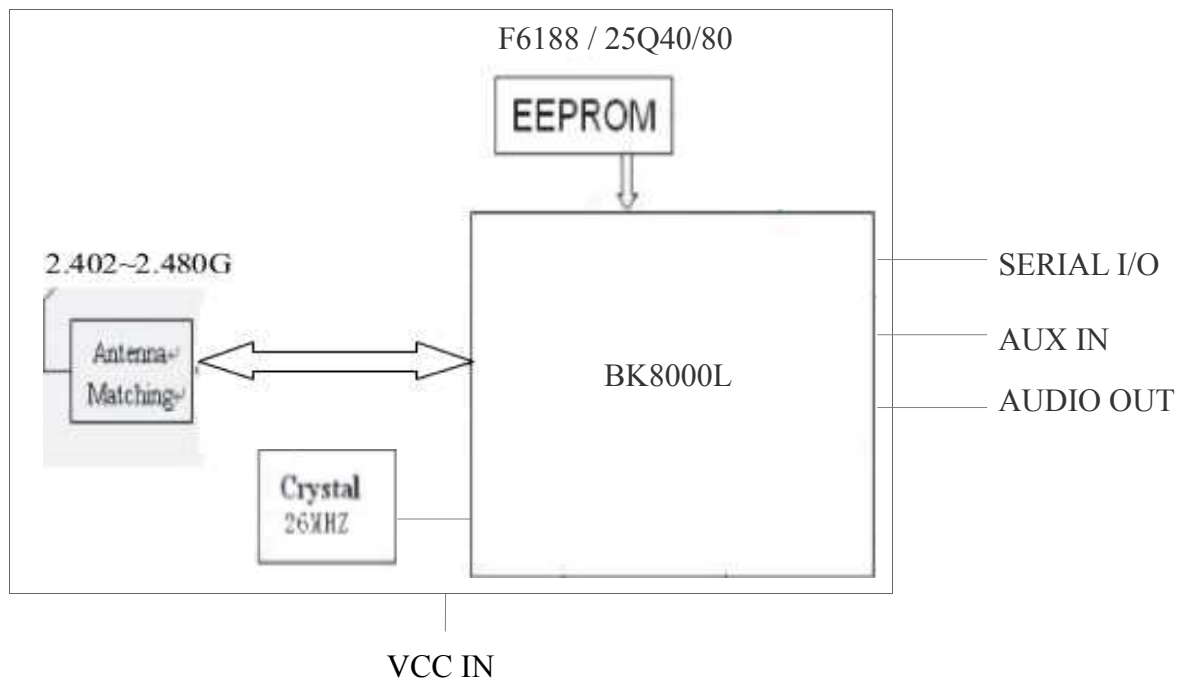 F6188 / 25Q40/80
EEPROM
2.402~2.480G
Antenna↵
Matching↵
BK8000L
SERIAL I/O
AUX IN
AUDIO OUT
Crystal
26MHZ
VCC IN